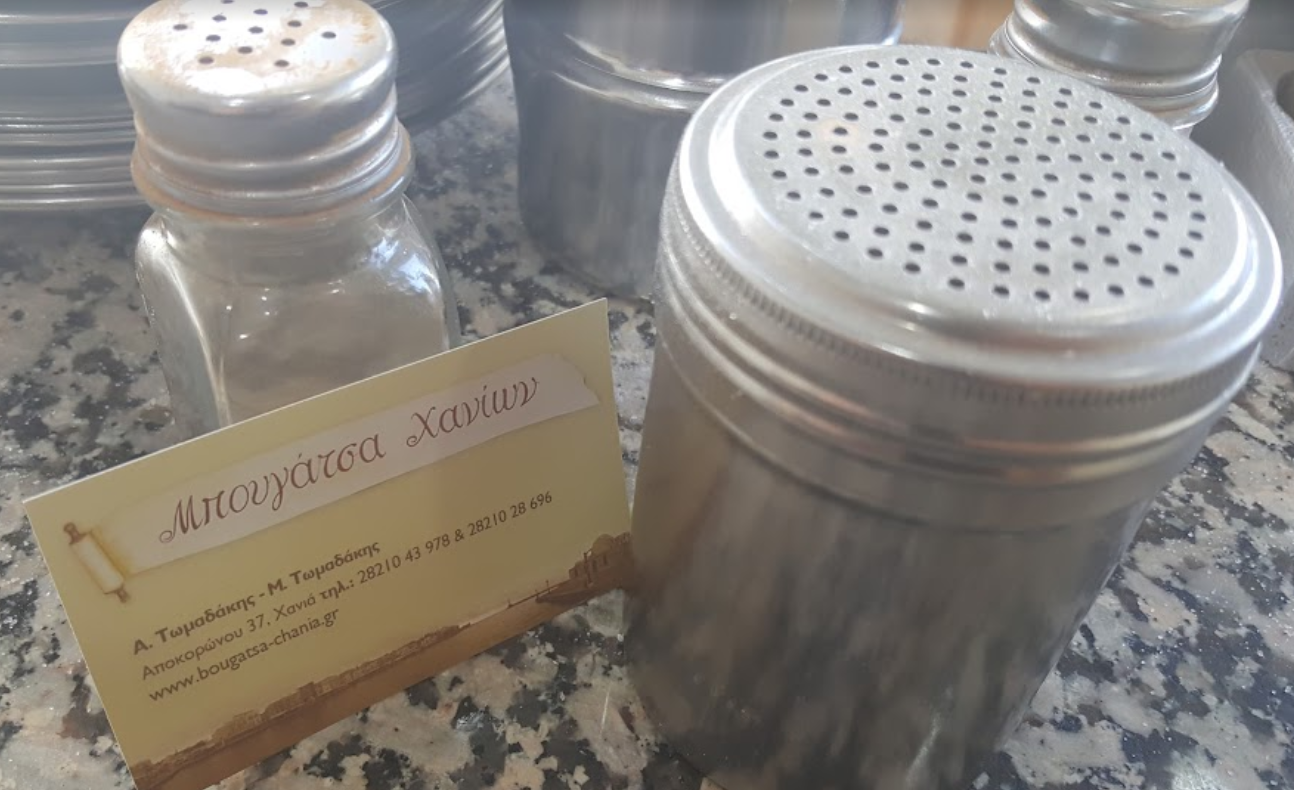 Μπουγάτσα Χανίων
Α. Τωμαδάκης - Μ. Τωμαδάκης
Αποκορώνου 37, Χανιά τηλ.: 28210 43 978 & 28210 28 696
www.bougatsa-chania.gr